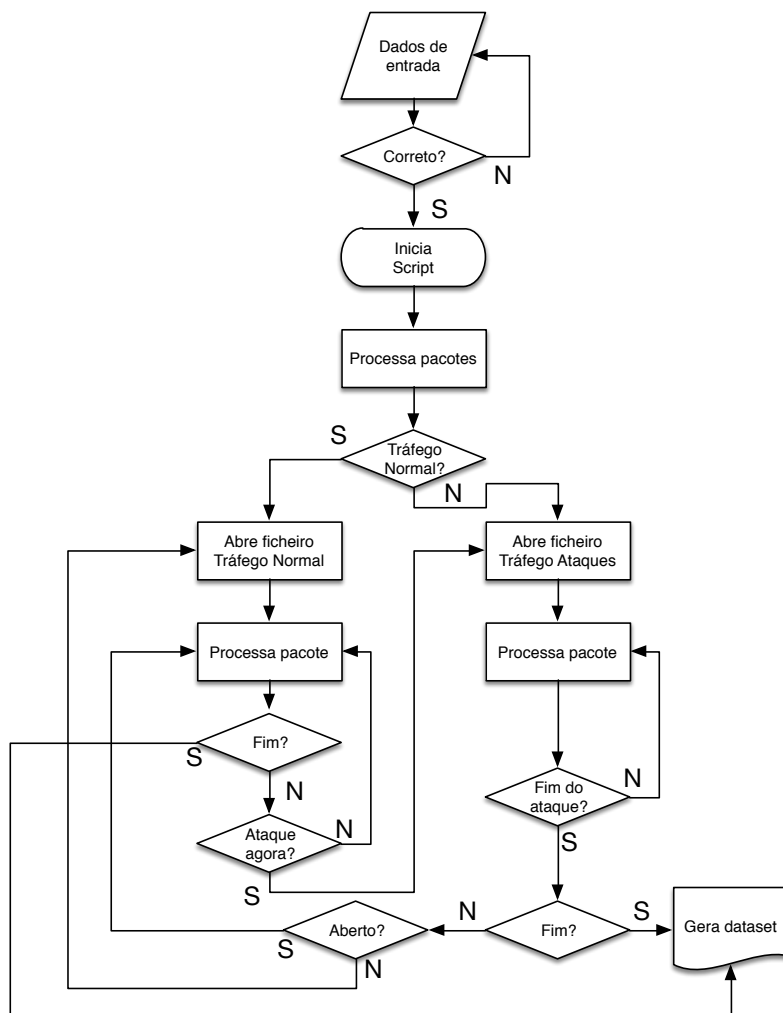 Dados de
entrada
Correto?
N
S
Inicia
Script
Processa pacotes
S
Tráfego
Normal?
N
Abre ficheiro
Tráfego Normal
Abre ficheiro
Tráfego Ataques
Processa pacote
Processa pacote
Fim?
S
N
Fim do
ataque?
N
Ataque
agora?
N
S
S
Aberto?
S
N
N
Fim?
S
Gera dataset